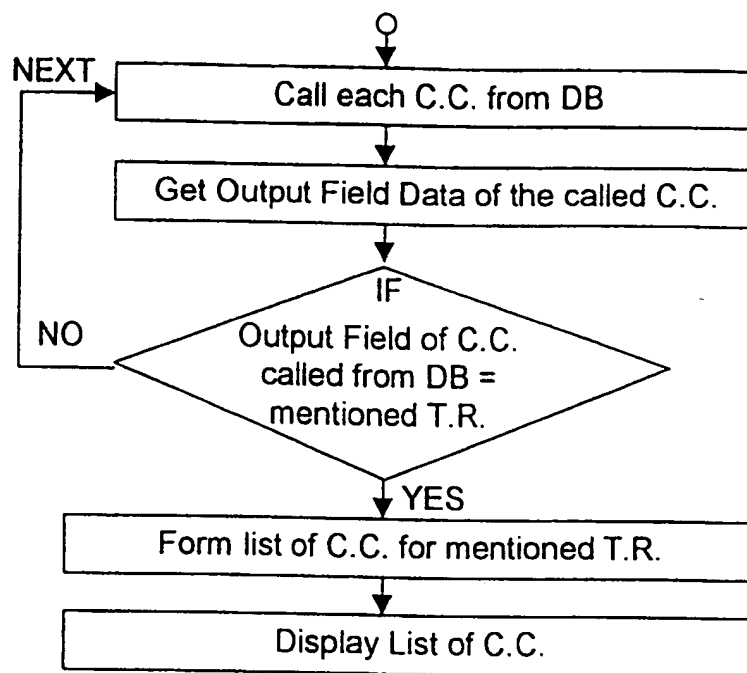 NEXT
Call each C.C. from DB
Get Output Field Data of the called C.C.
IF
NO
Output Field of C.C.
called from DB =
mentioned T.R.
YES
Form list of C.C. for mentioned T.R.
Display List of C.C.